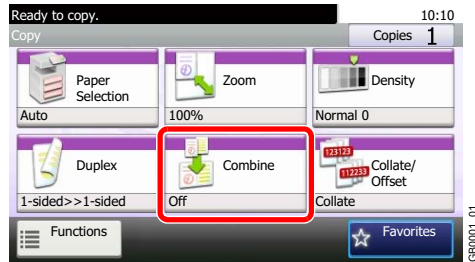 Ready to copy.
10:10
Copy
Copies 1
Paper
Selection
Auto
Zoom
100%
Density
Normal 0
Duplex
1-sided>>1-sided
Combine
Off
123123
112233
Collate/
Offset
Collate
Functions
Favorites
GB0001_01